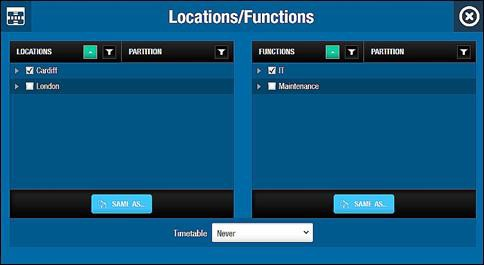 Locations/Functions
LOCATIONS PARTITION
Cardiff
London
SAME AS...
FUNCTIONS PARTITION
IT
Maintenance
SAME AS...
Timetable Never